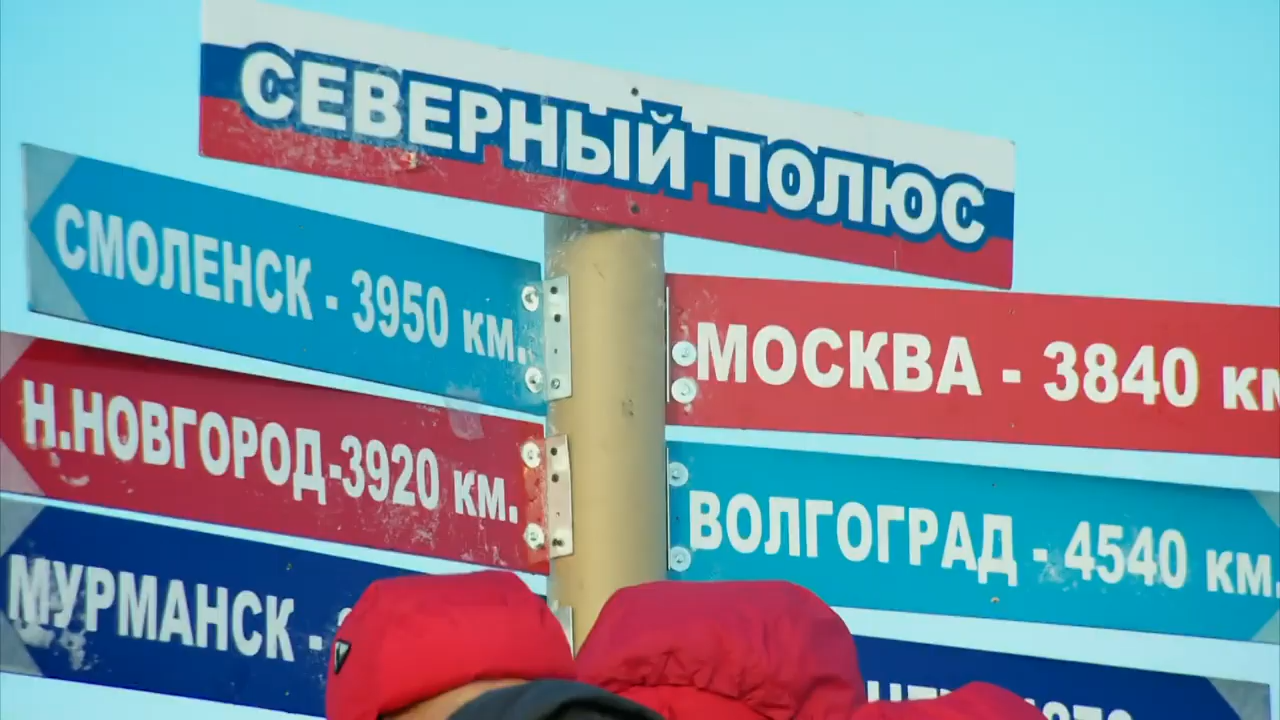 СЕВЕРНЫЙ ПОЛЮС
СМОЛЕНСК - 3950 км.
Н.НОВГОРОД-3920 км.
МУРМАНСК -
МОСКВА - 3840 км
ВОЛГОГРАД - 4540 км.